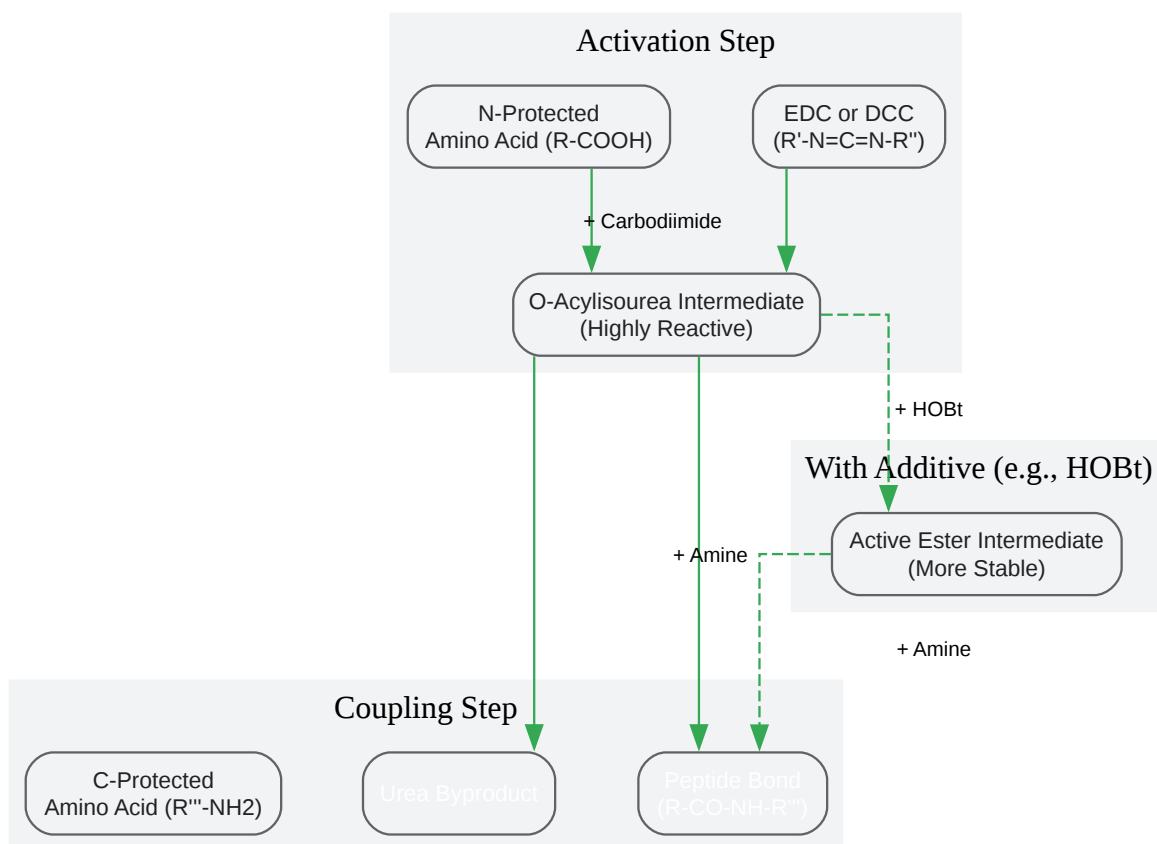 Activation Step
N-Protected
Amino Acid (R-COOH)
EDC or DCC
(R'-N=C=N-R'')
+ Carbodiimide
O-Acylisourea Intermediate
(Highly Reactive)
+ HOBt
With Additive (e.g., HOBt)
Active Ester Intermediate
(More Stable)
+ Amine
+ Amine
Coupling Step
C-Protected
Amino Acid (R'''-NH2)
Urea Byproduct
Peptide Bond
(R-CO-NH-R''')